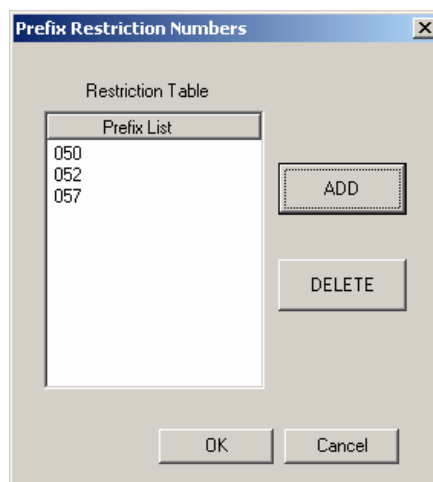 Prefix Restriction Numbers
Restriction Table
Prefix List
050
052
057
ADD
DELETE
OK
Cancel